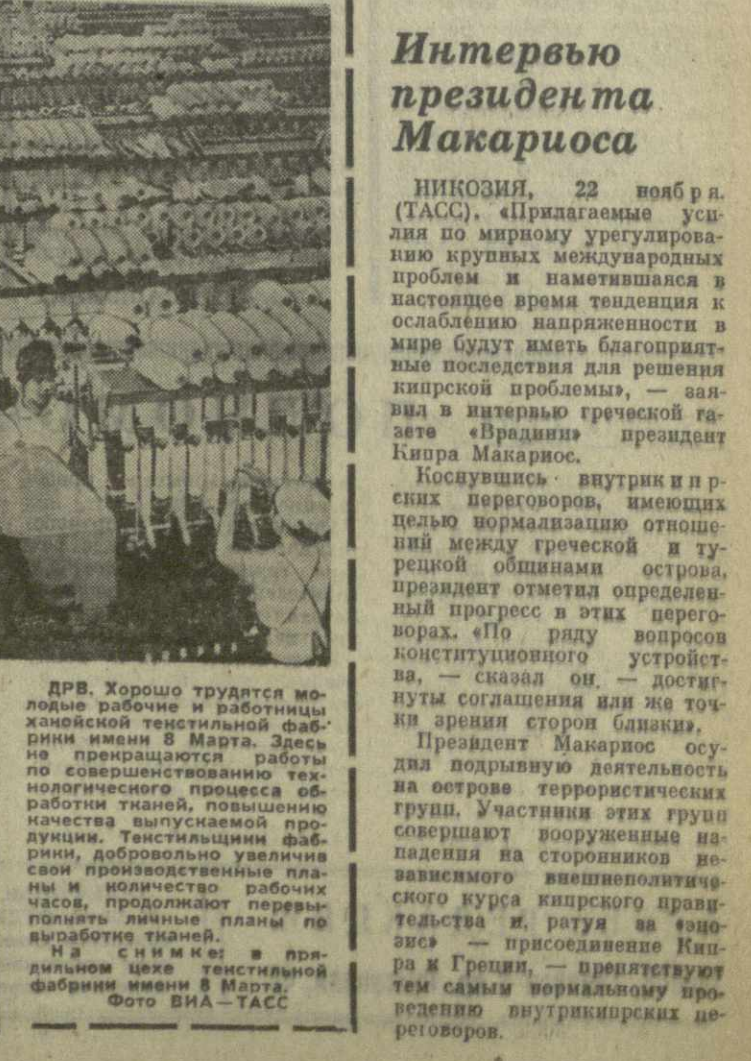 ДРВ. Хорошо трудятся мо-
лодые рабочие и работницы
ханойской текстильной фаб-
рики имени 8 Марта. Здесь
не прекращаются работы
по совершенствованию тех-
нологического процесса об-
работки тканей, повышению
качества выпускаемой про-
дукции. Текстильщики фаб-
рики, добровольно увеличив
свои производственные пла-
ны и количество рабочих
часов, продолжают перевы-
полнять личные планы по
выработке тканей.
На снимке: в пря-
дильном цехе текстильной
фабрики имени 8 Марта.
Фото ВИА—ТАСС
Интервью
президента
Макариоса
НИКОЗИЯ, 22 ноября.
(ТАСС). «Прилагаемые уси-
лия по мирному урегулирова-
нию крупных международных
проблем и наметившаяся в
настоящее время тенденция к
ослаблению напряженности в
мире будут иметь благоприят-
ные последствия для решения
кипрской проблемы», — зая-
вил в интервью греческой га-
зете «Врадини» президент
Кипра Макариос.
Коснувшись внутрикипр-
ских переговоров, имеющих
целью нормализацию отноше-
ний между греческой и ту-
рецкой общинами острова,
президент отметил определен-
ный прогресс в этих перего-
ворах. «По ряду вопросов
конституционного устройст-
ва, — сказал он, — достиг-
нуты соглашения или же точ-
ки зрения сторон близки».
Президент Макариос осу-
дил подрывную деятельность
на острове террористических
групп. Участники этих групп
совершают вооруженные на-
падения на сторонников не-
зависимого внешнеполитиче-
ского курса кипрского прави-
тельства и, ратуя за «эно-
зис» — присоединение Кип-
ра к Греции, — препятствуют
тем самым нормальному про-
ведению внутрикипрских пе-
реговоров.